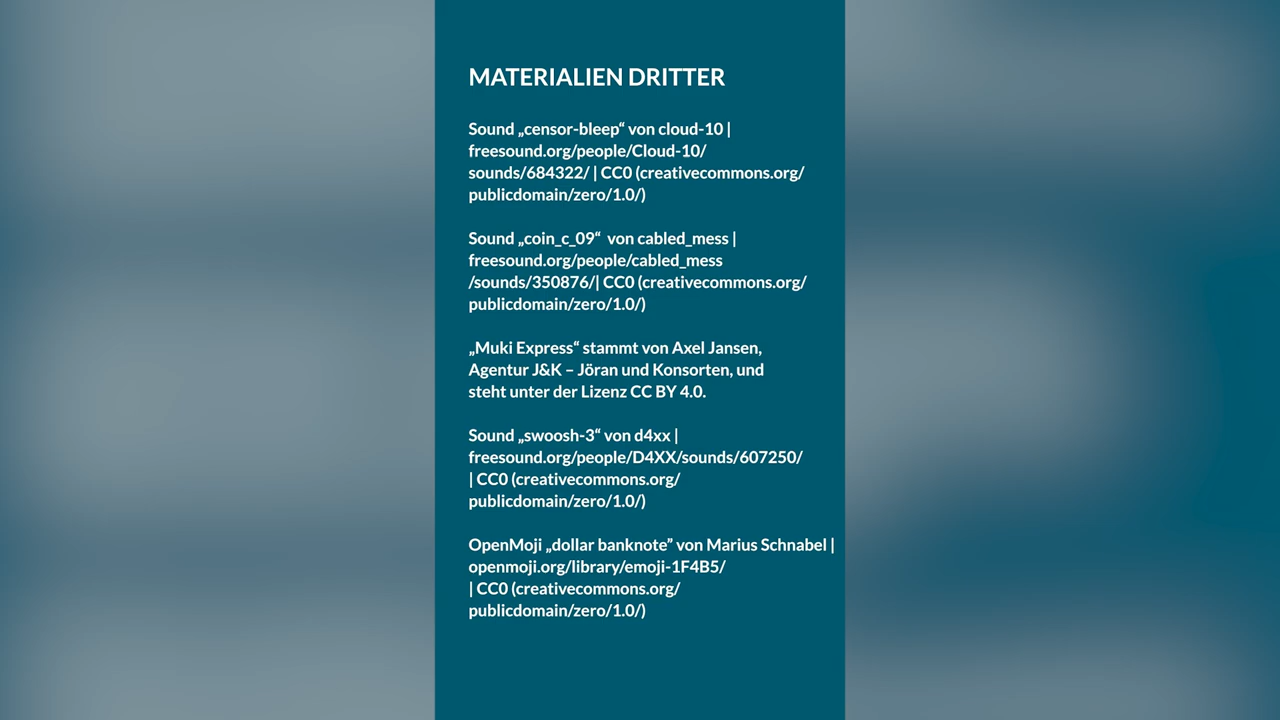 MATERIALIEN DRITTER
Sound „censor-bleep“ von cloud-10 |
freesound.org/people/Cloud-10/
sounds/684322/ | CC0 (creativecommons.org/
publicdomain/zero/1.0/)
Sound „coin_c_09“  von cabled_mess |
freesound.org/people/cabled_mess
/sounds/350876/| CC0 (creativecommons.org/
publicdomain/zero/1.0/)
„Muki Express“ stammt von Axel Jansen,
Agentur J&K – Jöran und Konsorten, und
steht unter der Lizenz CC BY 4.0.
Sound „swoosh-3“ von d4xx |
freesound.org/people/D4XX/sounds/607250/
| CC0 (creativecommons.org/
publicdomain/zero/1.0/)
OpenMoji „dollar banknote” von Marius Schnabel |
openmoji.org/library/emoji-1F4B5/
| CC0 (creativecommons.org/
publicdomain/zero/1.0/)